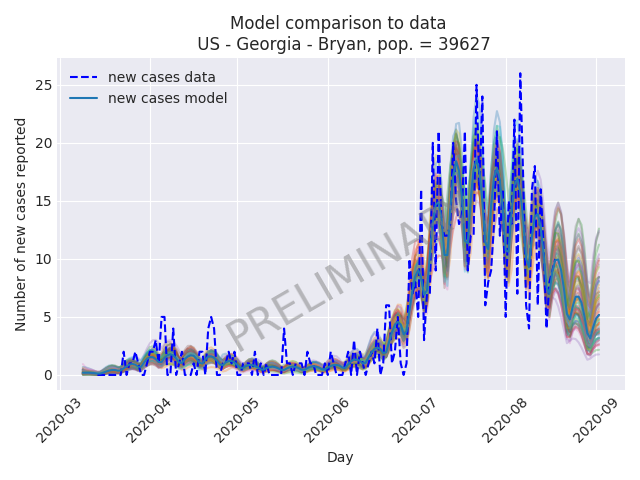 Model comparison to data
US - Georgia - Bryan, pop. = 39627
new cases data
new cases model
Number of new cases reported
25
20
15
10
5
0
PRELIMINARY
2020-03
2020-04
2020-05
2020-06
2020-07
2020-08
2020-09
Day